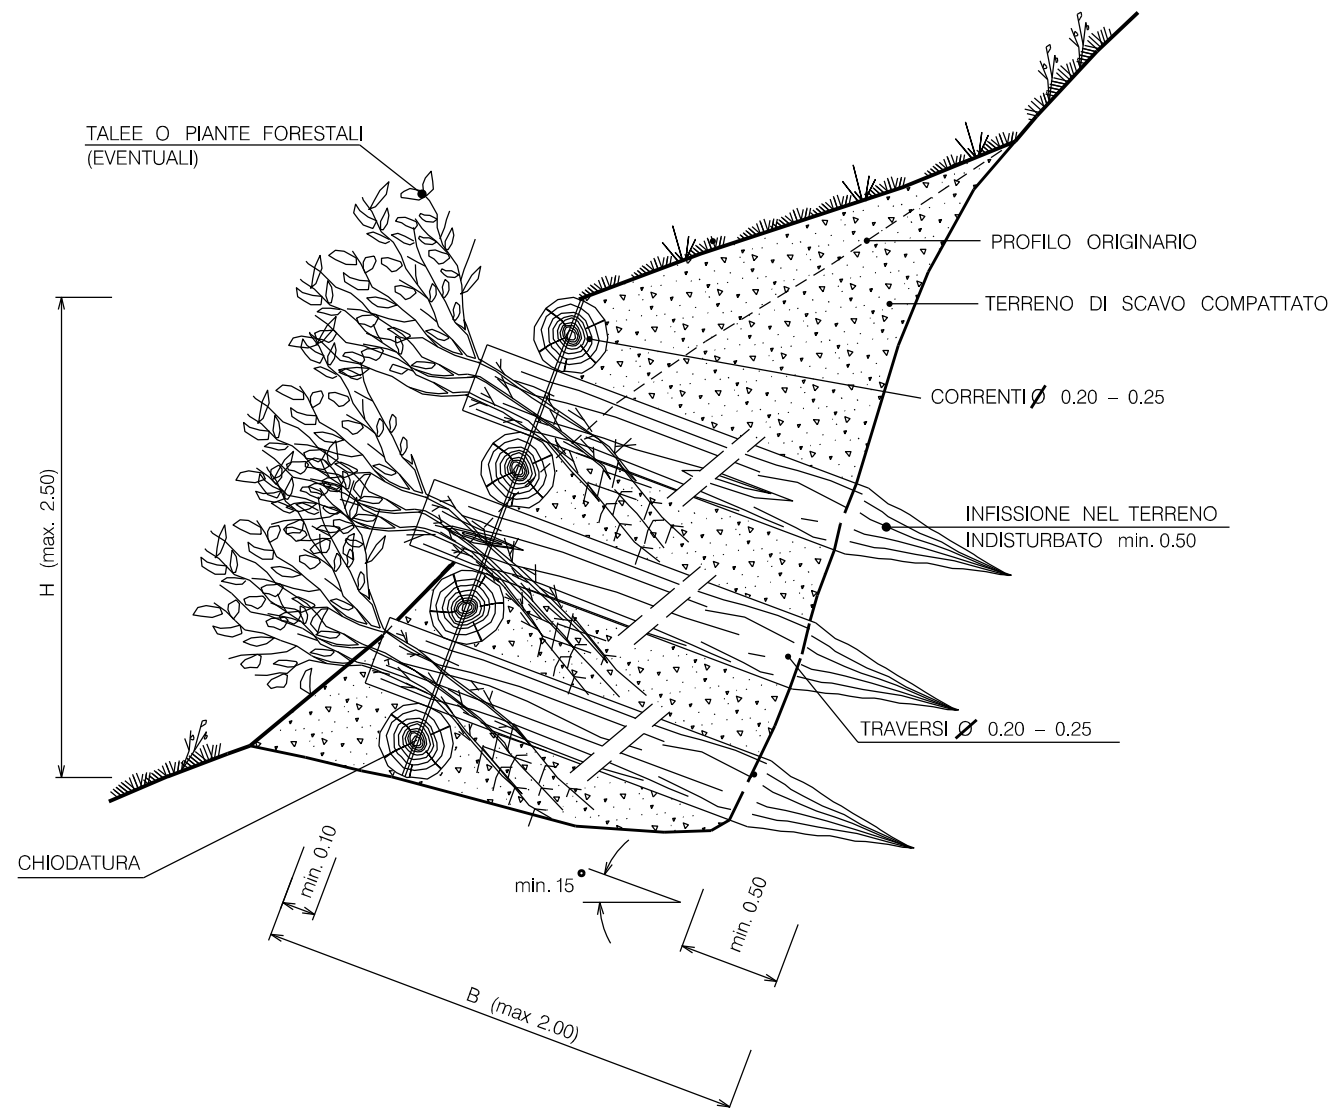 TALEE O PIANTE FORESTALI
(EVENTUALI)
PROFILO ORIGINARIO
TERRENO DI SCAVO COMPATTATO
CORRENTI Ø 0.20 - 0.25
H (max. 2.50)
INFISSIONE NEL TERRENO
INDISTURBATO min. 0.50
TRAVERSI Ø 0.20 - 0.25
CHIODATURA
min. 0.10
min. 15°
min. 0.50
B (max 2.00)